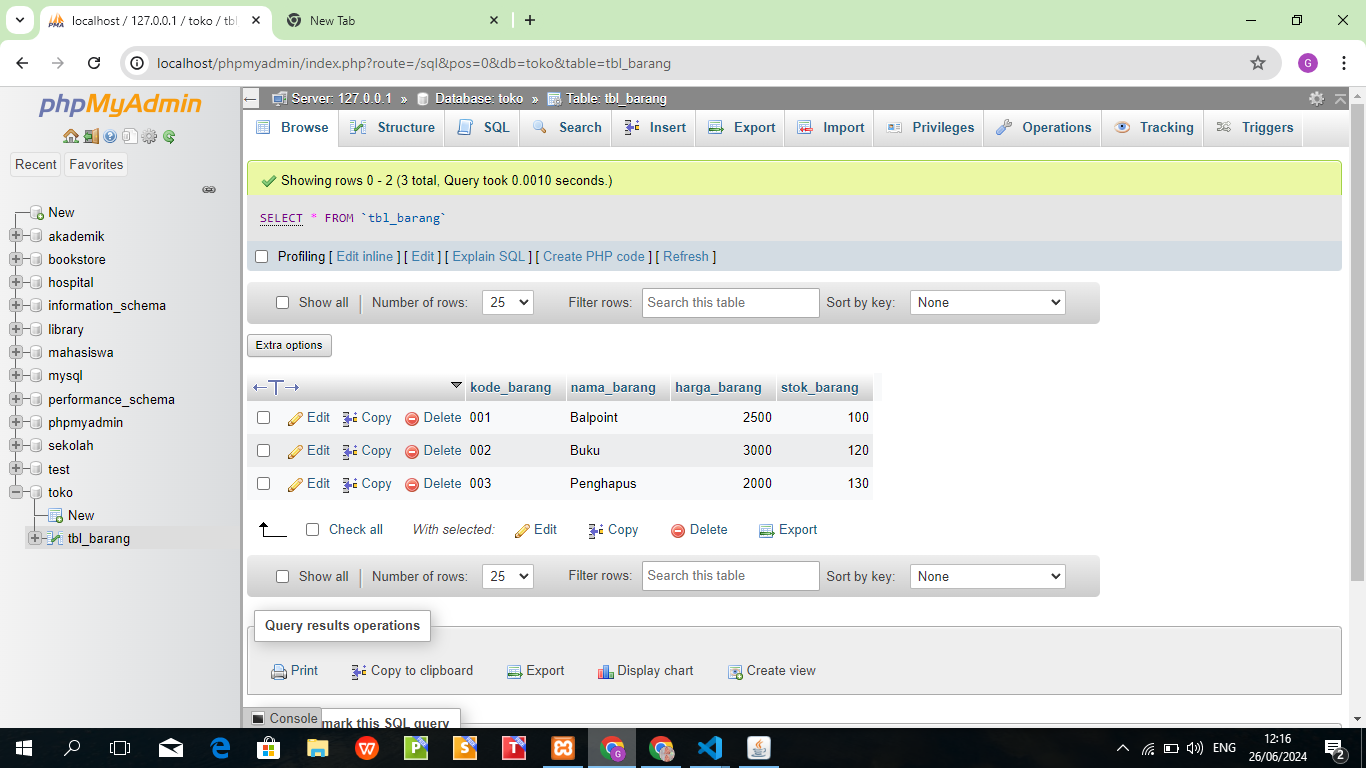 localhost / 127.0.0.1 / toko / tbl
New Tab
localhost/phpmyadmin/index.php?route=/sql&pos=0&db=toko&table=tbl_barang
G
phpMyAdmin
Recent Favorites
New
akademik
bookstore
hospital
information_schema
library
mahasiswa
mysql
performance_schema
phpmyadmin
sekolah
test
toko
New
tbl_barang
Server: 127.0.0.1 » Database: toko » Table: tbl_barang
Browse Structure SQL Search Insert Export Import Privileges Operations Tracking Triggers
Showing rows 0 - 2 (3 total, Query took 0.0010 seconds.)
SELECT * FROM `tbl_barang`
Profiling [ Edit inline ] [ Edit ] [ Explain SQL ] [ Create PHP code ] [ Refresh ]
Show all Number of rows: 25 Filter rows: Search this table Sort by key: None
Extra options
kode_barang nama_barang harga_barang stok_barang
Edit Copy Delete 001 Balpoint 2500 100
Edit Copy Delete 002 Buku 3000 120
Edit Copy Delete 003 Penghapus 2000 130
Check all With selected: Edit Copy Delete Export
Show all Number of rows: 25 Filter rows: Search this table Sort by key: None
Query results operations
Print Copy to clipboard Export Display chart Create view
Console
mark this SQL query
ENG
12:16
26/06/2024
2